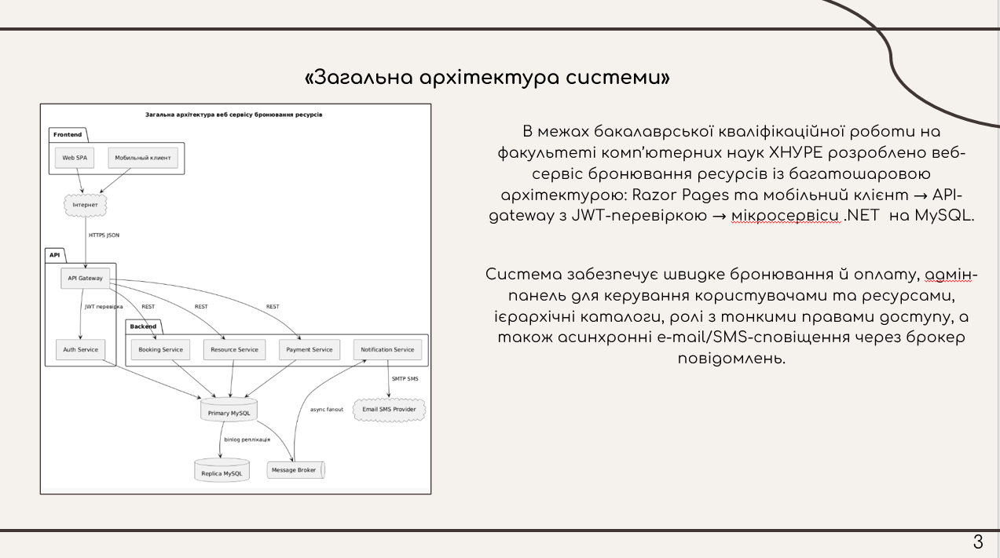 «Загальна архітектура системи»
Загальна архітектура веб сервісу бронювання ресурсів
Frontend
Web SPA
Мобильный клиент
Інтернет
HTTPS JSON
API
API Gateway
JWT перевірка
REST
REST
REST
Backend
Auth Service
Booking Service
Resource Service
Payment Service
Notification Service
SMTP SMS
Primary MySQL
async fanout
Email SMS Provider
binlog реплікація
Replica MySQL
Message Broker
В межах бакалаврської кваліфікаційної роботи на
факультеті комп’ютерних наук ХНУРЕ розроблено веб-
сервіс бронювання ресурсів із багатошаровою
архітектурою: Razor Pages та мобільний клієнт → API-
gateway з JWT-перевіркою → мікросервіси .NET на MySQL.
Система забезпечує швидке бронювання й оплату, адмін-
панель для керування користувачами та ресурсами,
ієрархічні каталоги, ролі з тонкими правами доступу, а
також асинхронні e-mail/SMS-сповіщення через брокер
повідомлень.
3